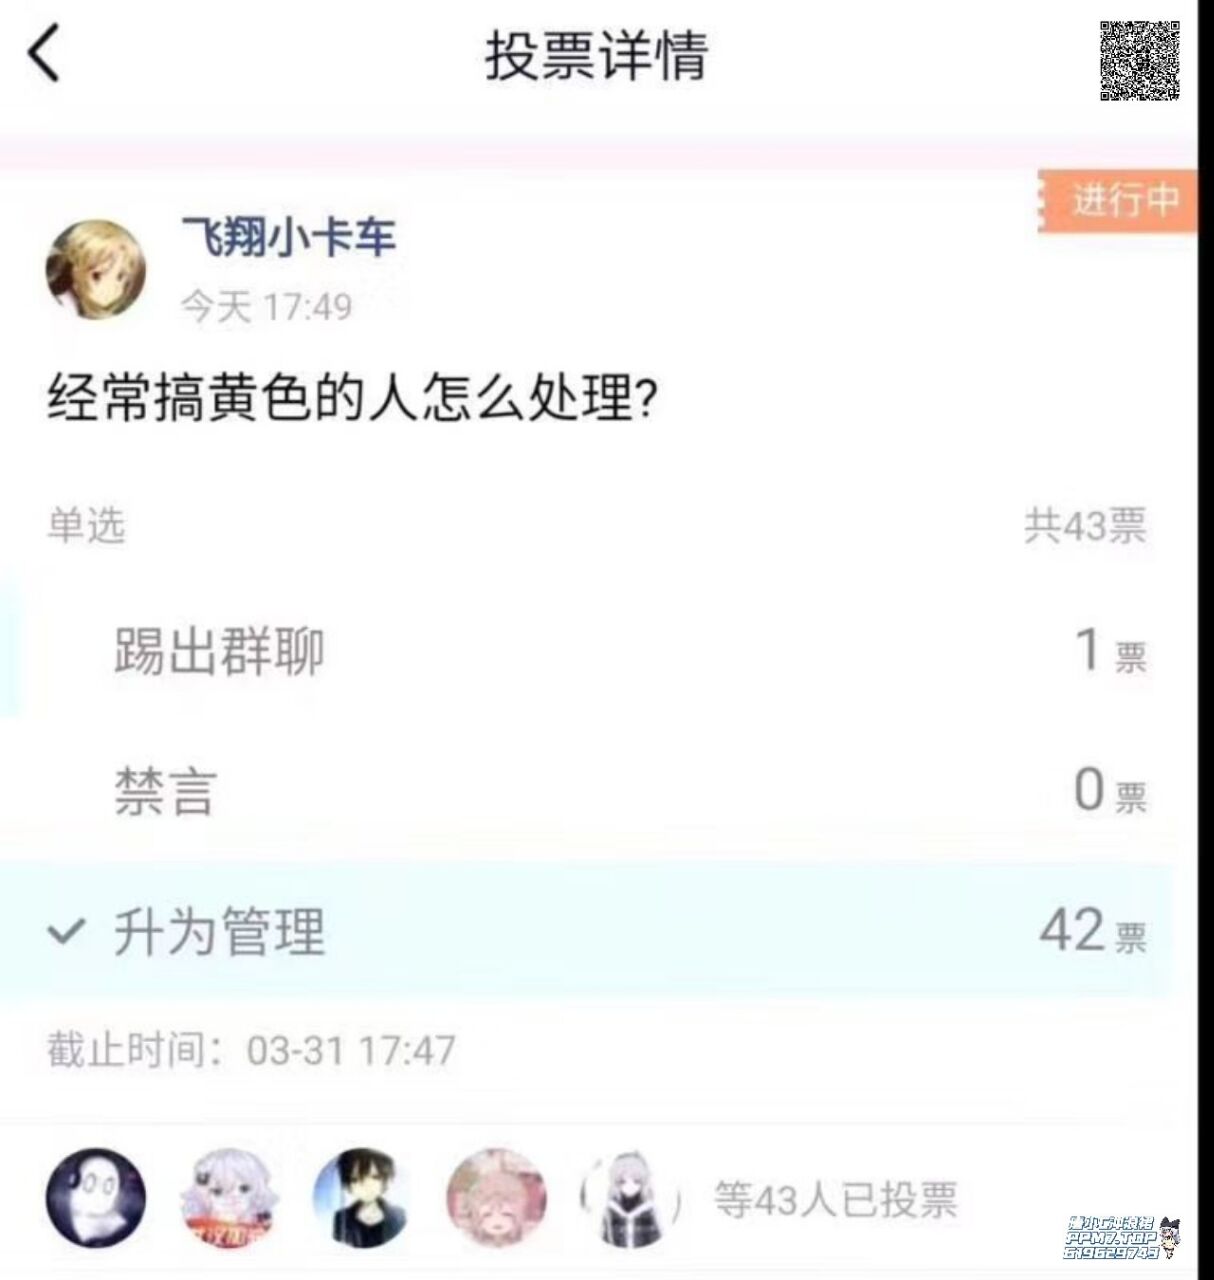 投票详情
进行中
飞翔小卡车
今天 17:49
经常搞黄色的人怎么处理?
单选
共43票
踢出群聊
1票
禁言
0票
升为管理
42票
截止时间：03-31 17:47
等43人已投票
PPM7.TOP
619629743